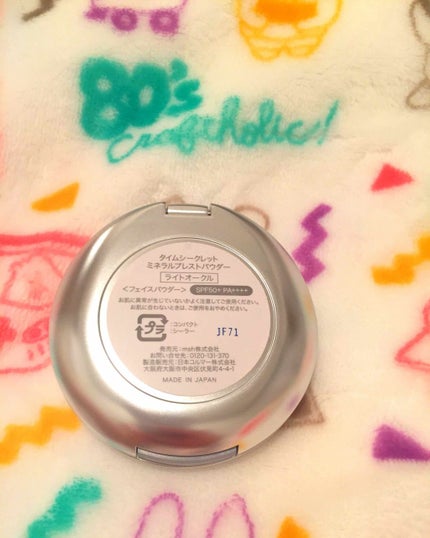 80's
craftholic!
タイムシークレット
ミネラルプレストパウダー
ライトオークル
<フェイスパウダー> SPF50+ PA++++
お肌に異常が生じていないかよく注意してご使用ください。
お肌に合わないときは、ご使用をおやめください。
プラ :コンパクト
:シーラー JF71
発売元:msh株式会社
お問い合せ先:0120-131-370
製造販売元:日本コルマー株式会社
大阪府大阪市中央区伏見町4-4-1
MADE IN JAPAN